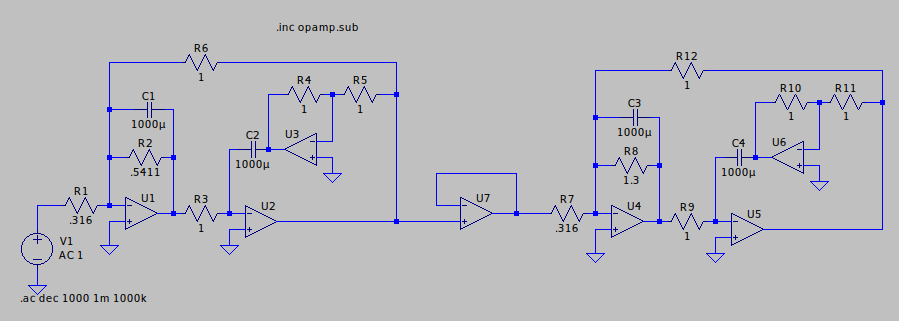 .inc opamp.sub
R6
1
R12
1
C1
1000µ
R4
1
R5
1
C3
1000µ
R10
1
R11
1
R2
.5411
C2
1000µ
U3
R8
1.3
C4
1000µ
U6
R1
.316
U1
R3
1
U2
U7
R7
.316
U4
R9
1
U5
V1
AC 1
.ac dec 1000 1m 1000k